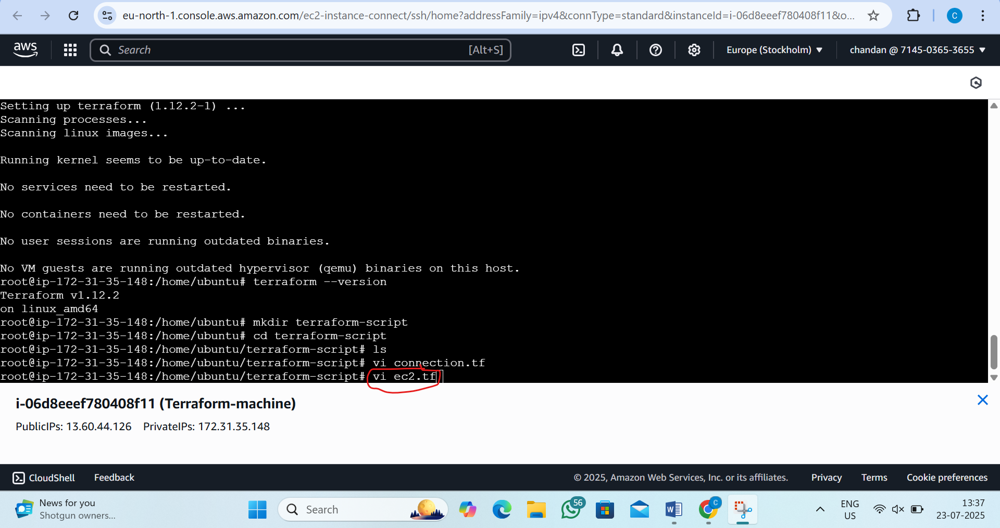 eu-north-1.console.aws.amazon.com/ec2-instance-connect/ssh/home?addressFamily=ipv4&connType=standard&instanceId=i-06d8eeef780408f11&o...
C
aws
Search
[Alt+S]
Europe (Stockholm)
chandan @ 7145-0365-3655
Setting up terraform (1.12.2-1) ...
Scanning processes...
Scanning linux images...
Running kernel seems to be up-to-date.
No services need to be restarted.
No containers need to be restarted.
No user sessions are running outdated binaries.
No VM guests are running outdated hypervisor (qemu) binaries on this host.
root@ip-172-31-35-148:/home/ubuntu# terraform --version
Terraform v1.12.2
on linux_amd64
root@ip-172-31-35-148:/home/ubuntu# mkdir terraform-script
root@ip-172-31-35-148:/home/ubuntu# cd terraform-script
root@ip-172-31-35-148:/home/ubuntu/terraform-script# ls
root@ip-172-31-35-148:/home/ubuntu/terraform-script# vi connection.tf
root@ip-172-31-35-148:/home/ubuntu/terraform-script# vi ec2.tf
i-06d8eeef780408f11 (Terraform-machine)
PublicIPs: 13.60.44.126 PrivateIPs: 172.31.35.148
CloudShell Feedback
© 2025, Amazon Web Services, Inc. or its affiliates. Privacy Terms Cookie preferences
News for you
Shotgun owners...
Search
56
W
C
ENG
US
13:37
23-07-2025